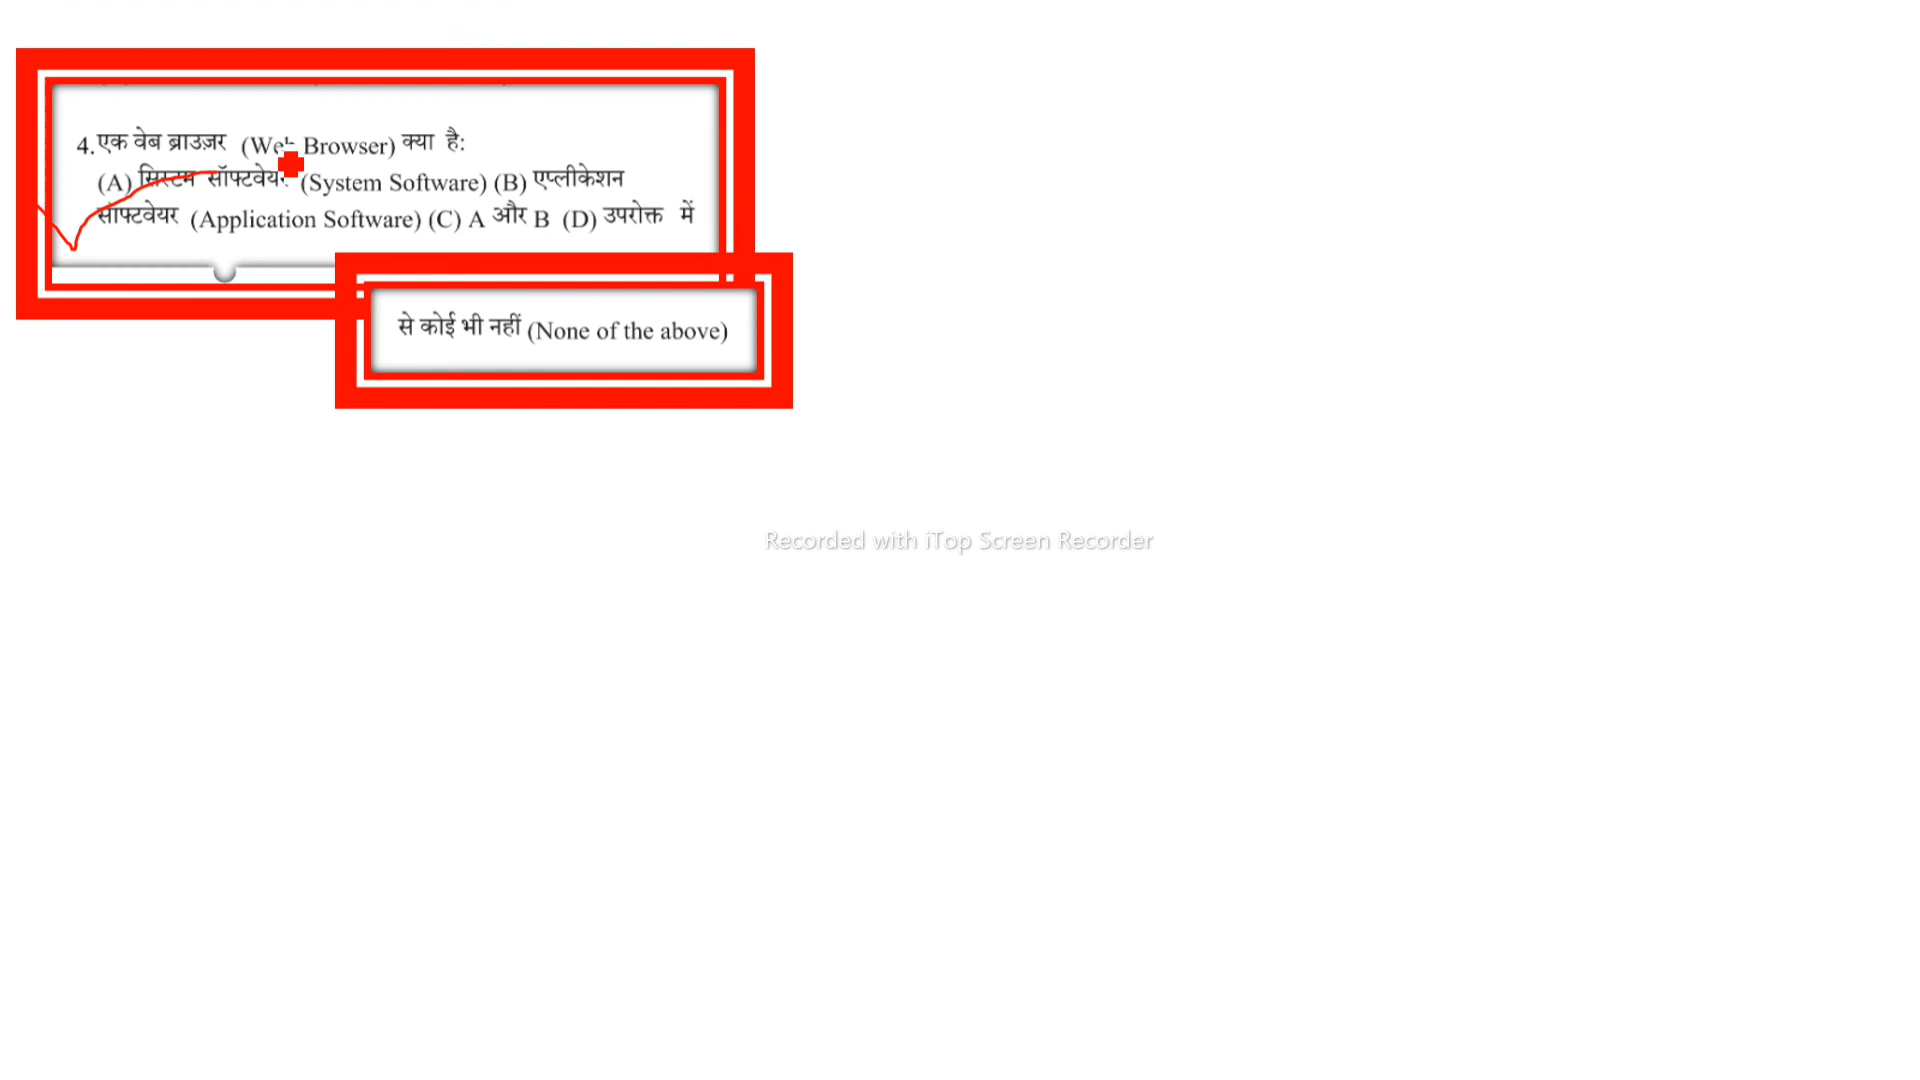 4.एक वेब ब्राउज़र (Web Browser) क्या है:
(A) सिस्टम सॉफ्टवेयर (System Software) (B) एप्लीकेशन
सॉफ्टवेयर (Application Software) (C) A और B (D) उपरोक्त में
से कोई भी नहीं (None of the above)
Recorded with iTop Screen Recorder